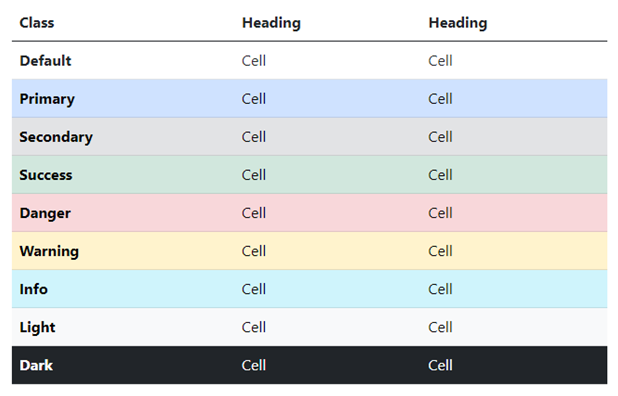 Class Heading Heading
Default Cell Cell
Primary Cell Cell
Secondary Cell Cell
Success Cell Cell
Danger Cell Cell
Warning Cell Cell
Info Cell Cell
Light Cell Cell
Dark Cell Cell